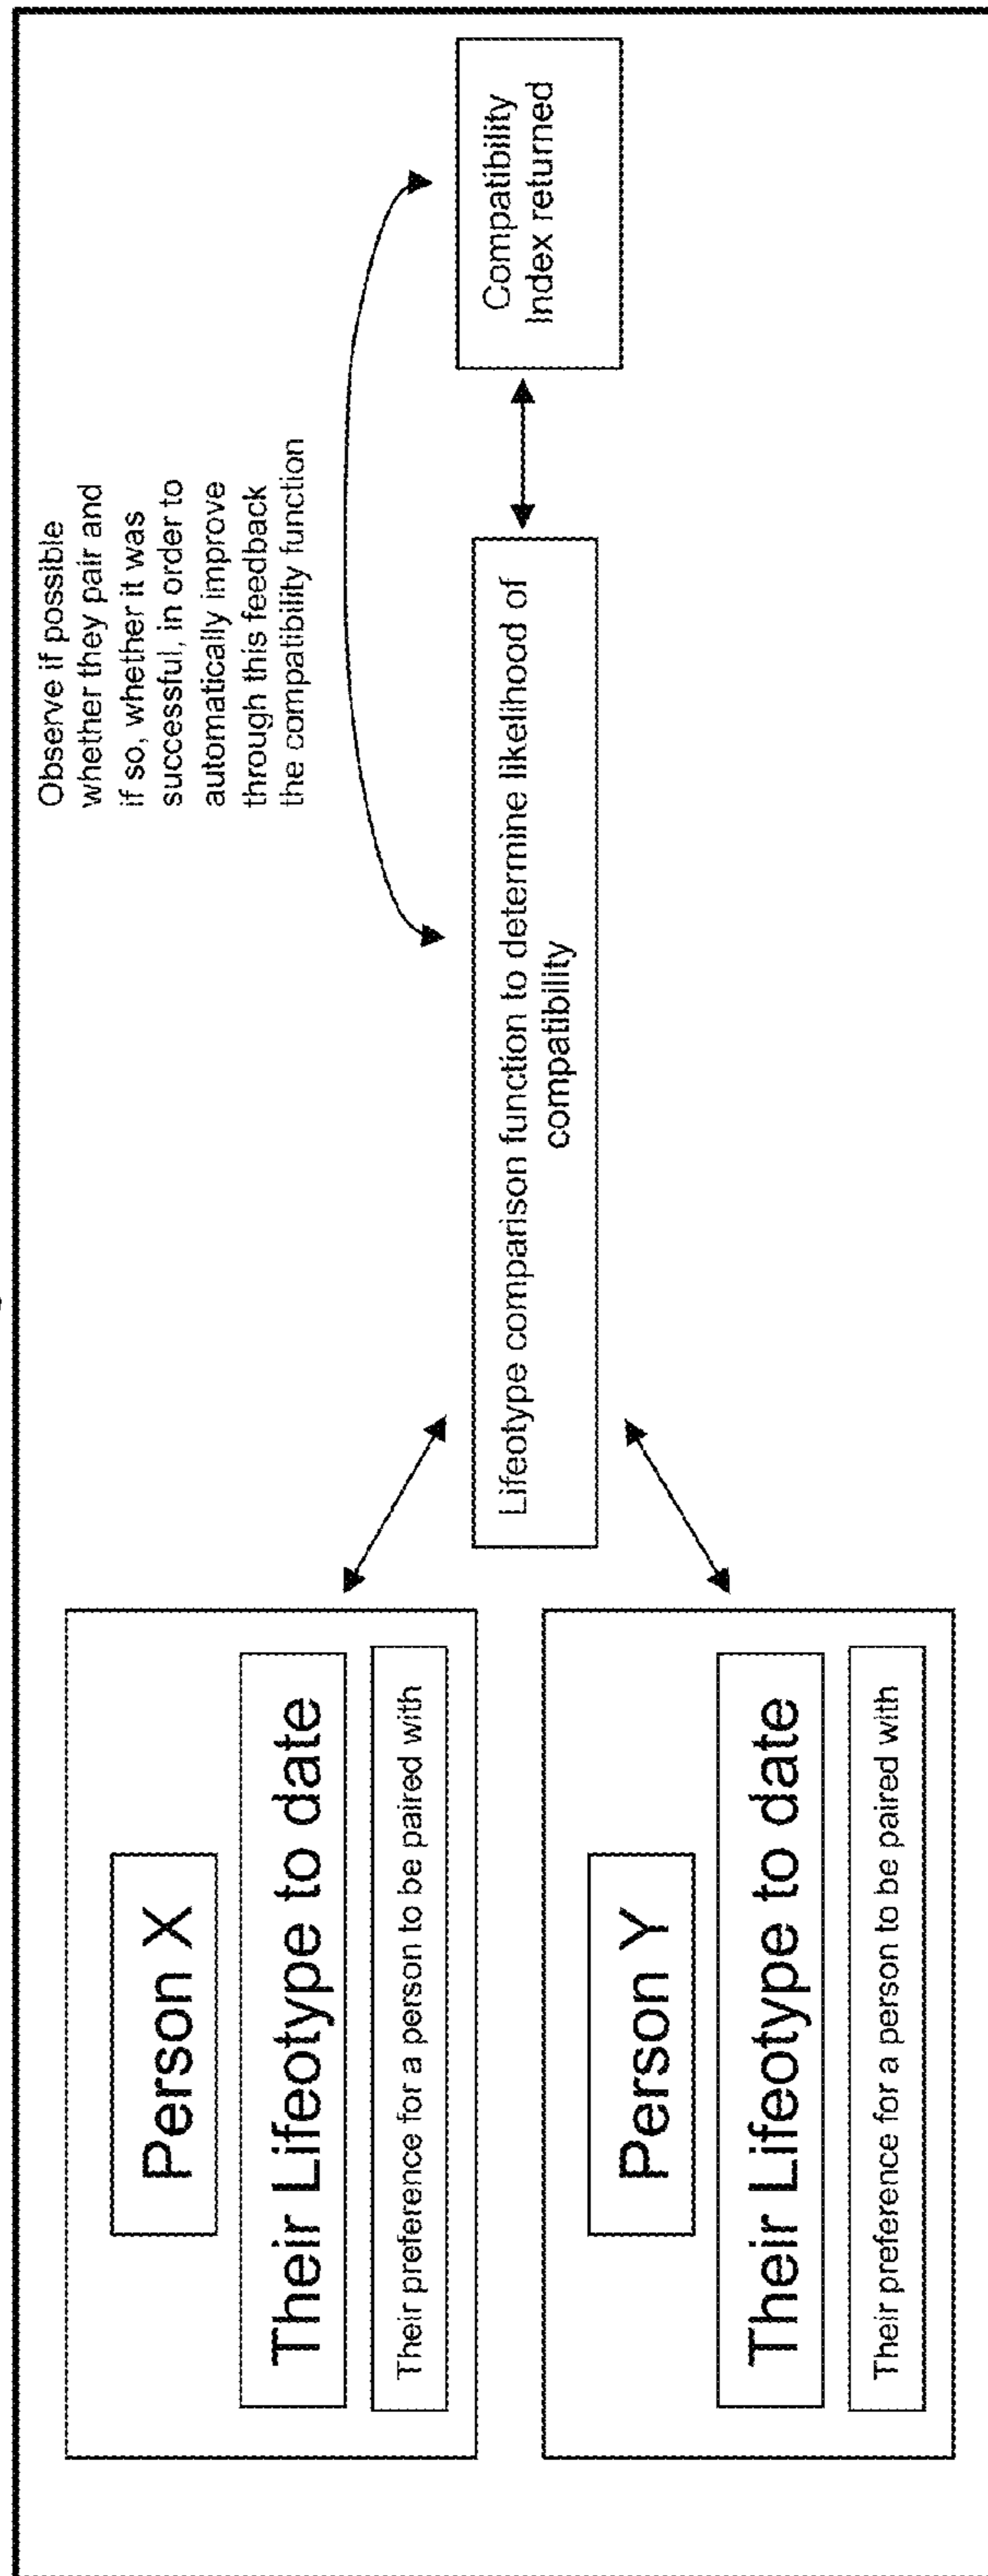 Person X
Their Lifeotype to date
Their preference for a person to be paired with
Person Y
Their Lifeotype to date
Their preference for a person to be paired with
Lifeotype comparison function to determine likelihood of
compatibility
Observe if possible
whether they pair and
if so, whether it was
successful, in order to
automatically improve
through this feedback
the compatibility function
Compatibility
Index returned